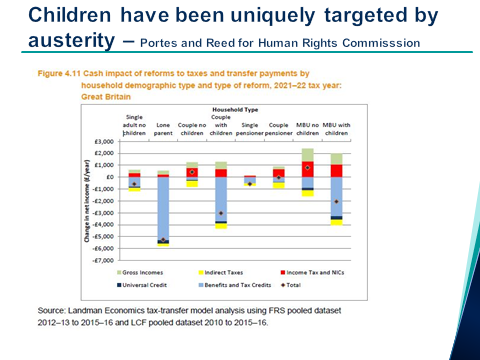 Children have been uniquely targeted by
austerity – Portes and Reed for Human Rights Commisssion
Figure 4.11 Cash impact of reforms to taxes and transfer payments by
household demographic type and type of reform, 2021–22 tax year:
Great Britain
Household Type
Single adult no children
Lone parent
Couple no children
Couple with children
Single pensioner
Couple pensioner
MBU no children
MBU with children
Change in net income (£/year)
£3,000
£2,000
£1,000
£0
-£1,000
-£2,000
-£3,000
-£4,000
-£5,000
-£6,000
-£7,000
Gross Incomes
Indirect Taxes
Income Tax and NICs
Universal Credit
Benefits and Tax Credits
Total
Source: Landman Economics tax-transfer model analysis using FRS pooled dataset
2012–13 to 2015–16 and LCF pooled dataset 2010 to 2015–16.